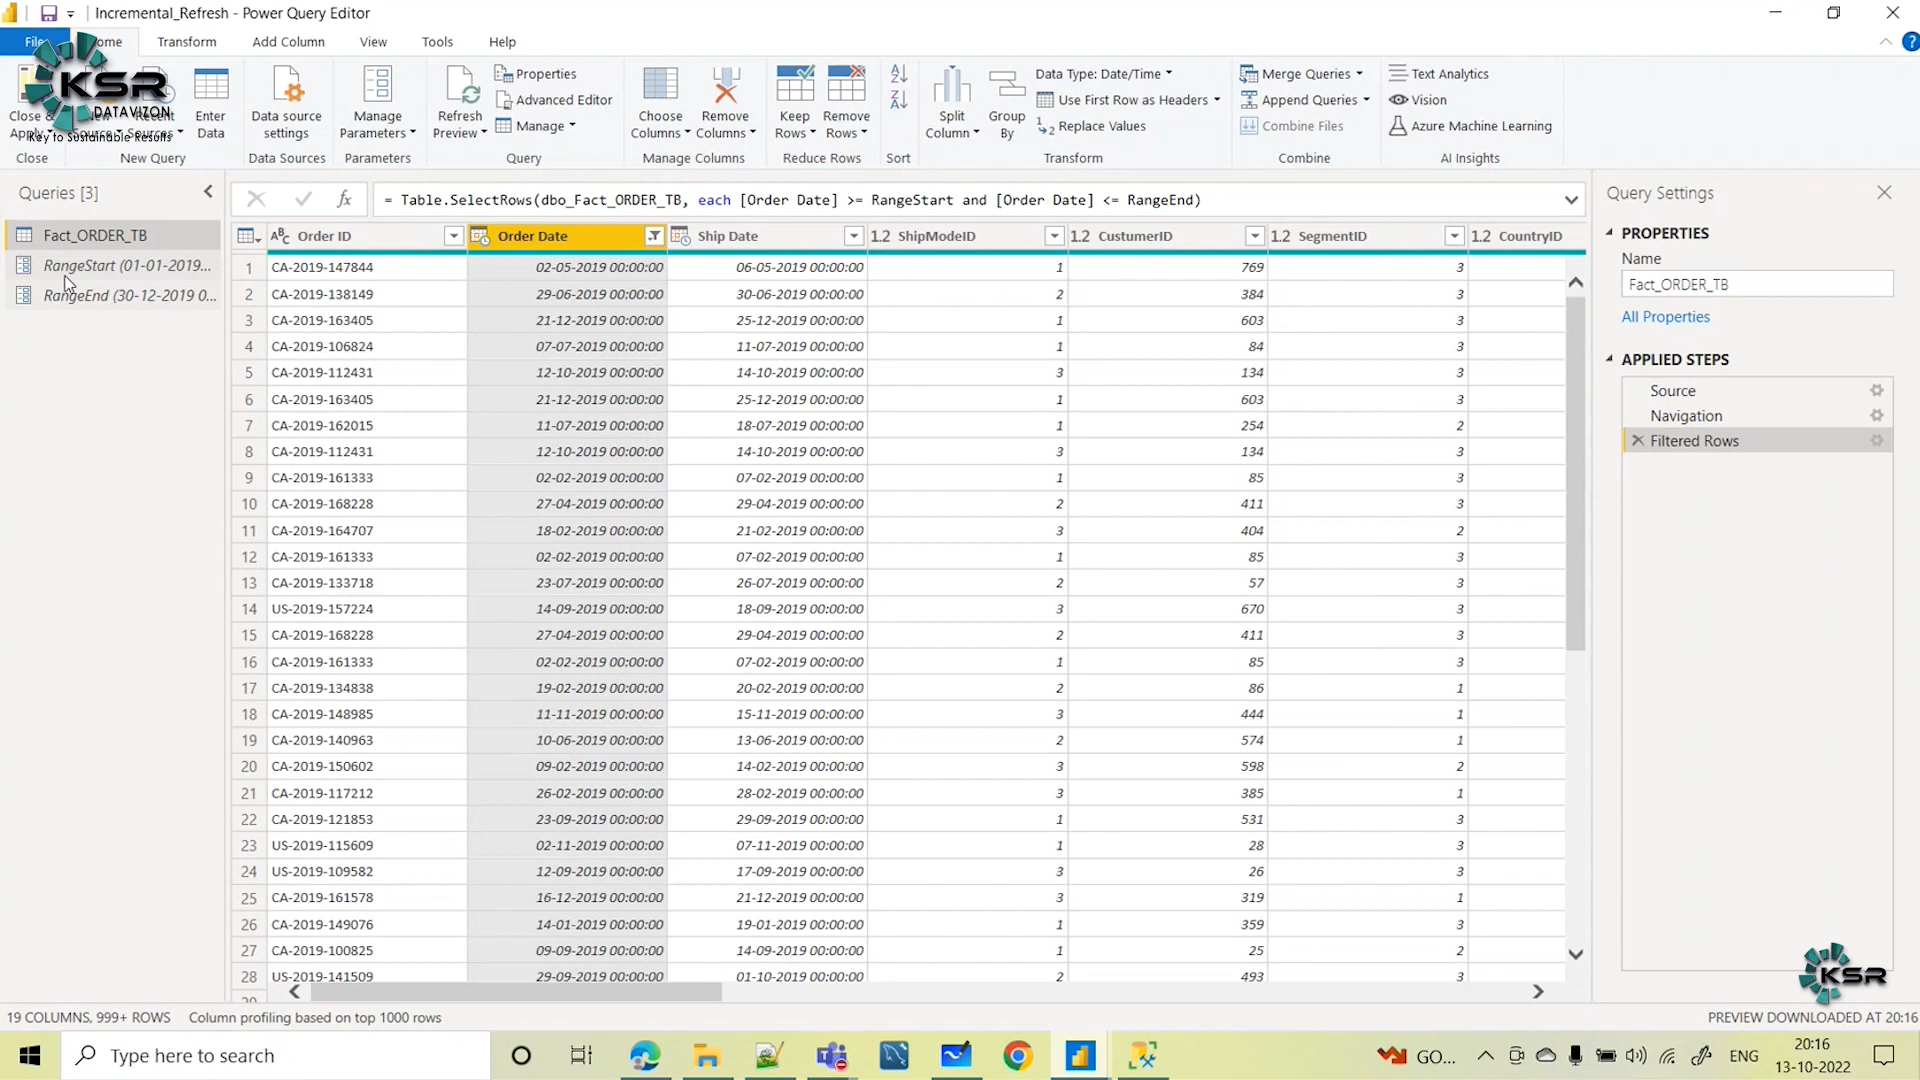 Incremental_Refresh - Power Query Editor
File
Home
Transform
Add Column
View
Tools
Help
KSR
DATAVIZON
Key to Sustainable Results
Close &
Apply
New
Source
Recent
Sources
Enter
Data
Data source
settings
Manage
Parameters
Refresh
Preview
Properties
Advanced Editor
Manage
Choose
Columns
Remove
Columns
Keep
Rows
Remove
Rows
Split
Column
Group
By
Data Type: Date/Time
Use First Row as Headers
Replace Values
Merge Queries
Append Queries
Combine Files
Text Analytics
Vision
Azure Machine Learning
Close
New Query
Data Sources
Parameters
Query
Manage Columns
Reduce Rows
Sort
Transform
Combine
AI Insights
Queries [3]
Fact_ORDER_TB
RangeStart (01-01-2019...
RangeEnd (30-12-2019 0...
fx = Table.SelectRows(dbo_Fact_ORDER_TB, each [Order Date] >= RangeStart and [Order Date] <= RangeEnd)
Order ID Order Date Ship Date 1.2 ShipModeID 1.2 CustumerID 1.2 SegmentID 1.2 CountryID
1 CA-2019-147844 02-05-2019 00:00:00 06-05-2019 00:00:00 1 769 3
2 CA-2019-138149 29-06-2019 00:00:00 30-06-2019 00:00:00 2 384 3
3 CA-2019-163405 21-12-2019 00:00:00 25-12-2019 00:00:00 1 603 3
4 CA-2019-106824 07-07-2019 00:00:00 11-07-2019 00:00:00 1 84 3
5 CA-2019-112431 12-10-2019 00:00:00 14-10-2019 00:00:00 3 134 3
6 CA-2019-163405 21-12-2019 00:00:00 25-12-2019 00:00:00 1 603 3
7 CA-2019-162015 11-07-2019 00:00:00 18-07-2019 00:00:00 1 254 2
8 CA-2019-112431 12-10-2019 00:00:00 14-10-2019 00:00:00 3 134 3
9 CA-2019-161333 02-02-2019 00:00:00 07-02-2019 00:00:00 1 85 3
10 CA-2019-168228 27-04-2019 00:00:00 29-04-2019 00:00:00 2 411 3
11 CA-2019-164707 18-02-2019 00:00:00 21-02-2019 00:00:00 3 404 2
12 CA-2019-161333 02-02-2019 00:00:00 07-02-2019 00:00:00 1 85 3
13 CA-2019-133718 23-07-2019 00:00:00 26-07-2019 00:00:00 2 57 3
14 US-2019-157224 14-09-2019 00:00:00 18-09-2019 00:00:00 3 670 3
15 CA-2019-168228 27-04-2019 00:00:00 29-04-2019 00:00:00 2 411 3
16 CA-2019-161333 02-02-2019 00:00:00 07-02-2019 00:00:00 1 85 3
17 CA-2019-134838 19-02-2019 00:00:00 20-02-2019 00:00:00 2 86 1
18 CA-2019-148985 11-11-2019 00:00:00 15-11-2019 00:00:00 3 444 1
19 CA-2019-140963 10-06-2019 00:00:00 13-06-2019 00:00:00 2 574 1
20 CA-2019-150602 09-02-2019 00:00:00 14-02-2019 00:00:00 3 598 2
21 CA-2019-117212 26-02-2019 00:00:00 28-02-2019 00:00:00 3 385 1
22 CA-2019-121853 23-09-2019 00:00:00 29-09-2019 00:00:00 1 531 3
23 US-2019-115609 02-11-2019 00:00:00 07-11-2019 00:00:00 1 28 3
24 US-2019-109582 12-09-2019 00:00:00 17-09-2019 00:00:00 3 26 3
25 CA-2019-161578 16-12-2019 00:00:00 21-12-2019 00:00:00 3 319 1
26 CA-2019-149076 14-01-2019 00:00:00 19-01-2019 00:00:00 1 359 3
27 CA-2019-100825 09-09-2019 00:00:00 14-09-2019 00:00:00 1 25 2
28 US-2019-141509 29-09-2019 00:00:00 01-10-2019 00:00:00 2 493 3
Query Settings
PROPERTIES
Name
Fact_ORDER_TB
All Properties
APPLIED STEPS
Source
Navigation
Filtered Rows
KSR
19 COLUMNS, 999+ ROWS Column profiling based on top 1000 rows
PREVIEW DOWNLOADED AT 20:16
Type here to search
GO...
ENG
20:16
13-10-2022